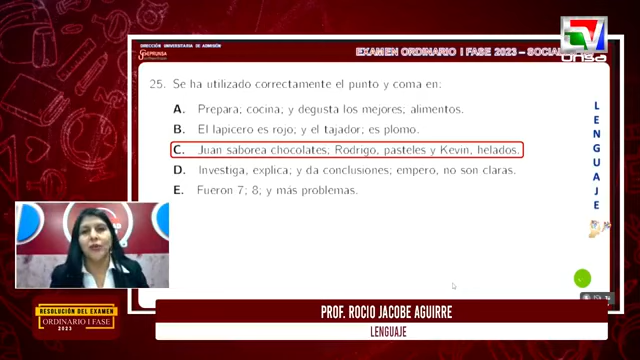 DIRECCIÓN UNIVERSITARIA DE ADMISIÓN
EXAMEN ORDINARIO I FASE 2023 – SOCIALES
TV
unsa
25. Se ha utilizado correctamente el punto y coma en:
A. Prepara; cocina; y degusta los mejores; alimentos.
B. El lapicero es rojo; y el tajador; es plomo.
C. Juan saborea chocolates; Rodrigo, pasteles y Kevin, helados.
D. Investiga, explica; y da conclusiones; empero, no son claras.
E. Fueron 7; 8; y más problemas.
LENGUAJE
RESOLUCIÓN DEL EXAMEN
ORDINARIO I FASE
2023
PROF. ROCIO JACOBE AGUIRRE
LENGUAJE